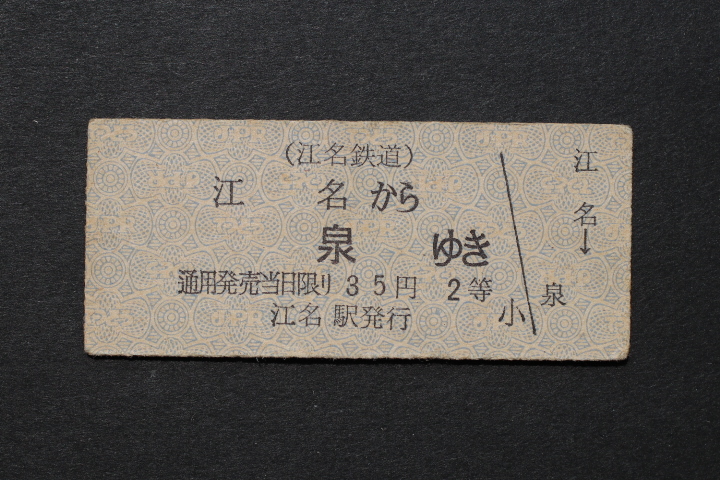 （江名鉄道）
江名から
泉ゆき
通用発売当日限り 35円 2等
江名駅発行
小
江名→泉